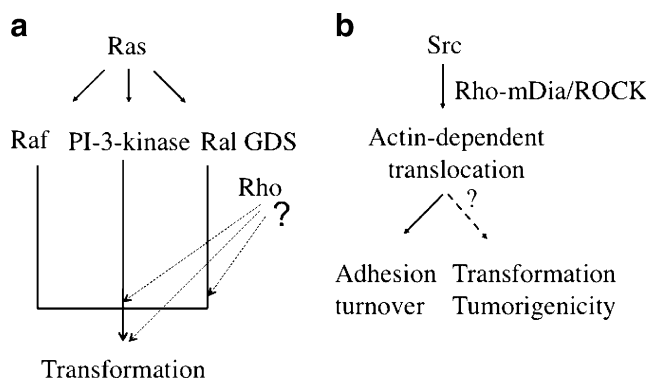 a
Ras
Raf PI-3-kinase Ral GDS
Rho
?
Transformation
b
Src
Rho-mDia/ROCK
Actin-dependent
translocation
?
Adhesion
turnover
Transformation
Tumorigenicity